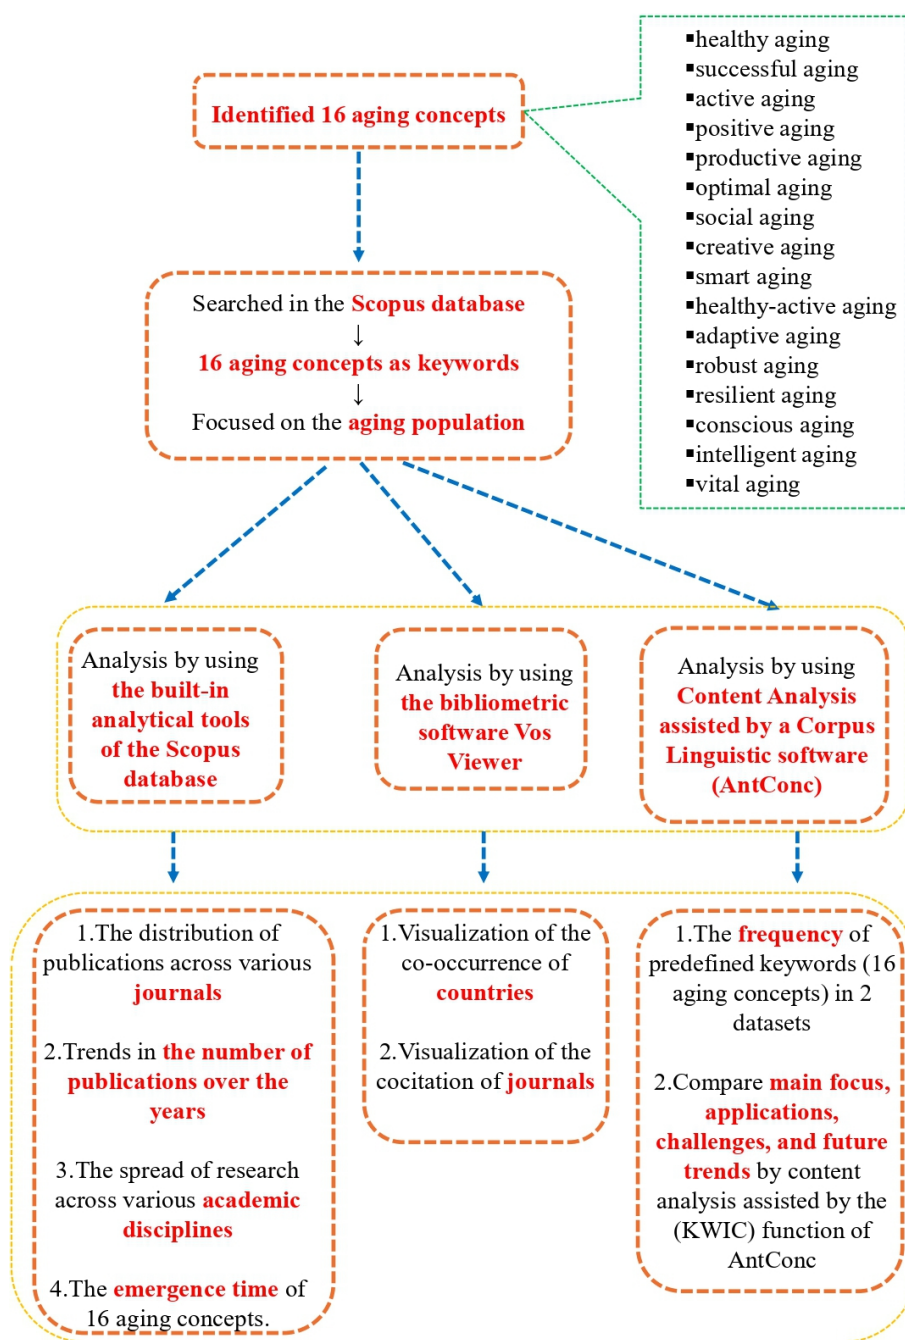 Identified 16 aging concepts
▪healthy aging
▪successful aging
▪active aging
▪positive aging
▪productive aging
▪optimal aging
▪social aging
▪creative aging
▪smart aging
▪healthy-active aging
▪adaptive aging
▪robust aging
▪resilient aging
▪conscious aging
▪intelligent aging
▪vital aging
Searched in the Scopus database
↓
16 aging concepts as keywords
↓
Focused on the aging population
Analysis by using
the built-in
analytical tools
of the Scopus
database
Analysis by using
the bibliometric
software Vos
Viewer
Analysis by using
Content Analysis
assisted by a Corpus
Linguistic software
(AntConc)
1.The distribution of
publications across various
journals
2.Trends in the number of
publications over the
years
3.The spread of research
across various academic
disciplines
4.The emergence time of
16 aging concepts.
1.Visualization of the
co-occurrence of
countries
2.Visualization of the
cocitation of journals
1.The frequency of
predefined keywords (16
aging concepts) in 2
datasets
2.Compare main focus,
applications,
challenges, and future
trends by content
analysis assisted by the
(KWIC) function of
AntConc